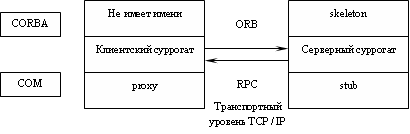 CORBA
Не имеет имени
ORB
skeleton
Клиентский суррогат
Серверный суррогат
COM
proxy
RPC
stub
Транспортный
уровень TCP / IP